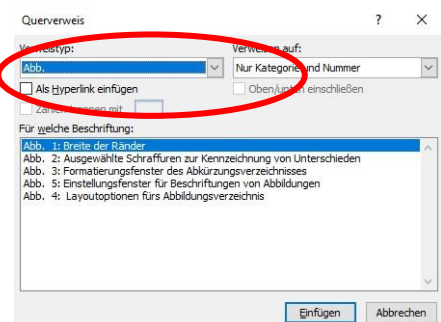 Querverweis ? ×
Verweistyp: Verweisen auf:
Abb. Nur Kategorie und Nummer
Als Hyperlink einfügen Oben/unten einschließen
Zahlen trennen mit
Für welche Beschriftung:
Abb. 1: Breite der Ränder
Abb. 2: Ausgewählte Schraffuren zur Kennzeichnung von Unterschieden
Abb. 3: Formatierungsfenster des Abkürzungsverzeichnisses
Abb. 5: Einstellungsfenster für Beschriftungen von Abbildungen
Abb. 4: Layoutoptionen fürs Abbildungsverzeichnis
Einfügen Abbrechen